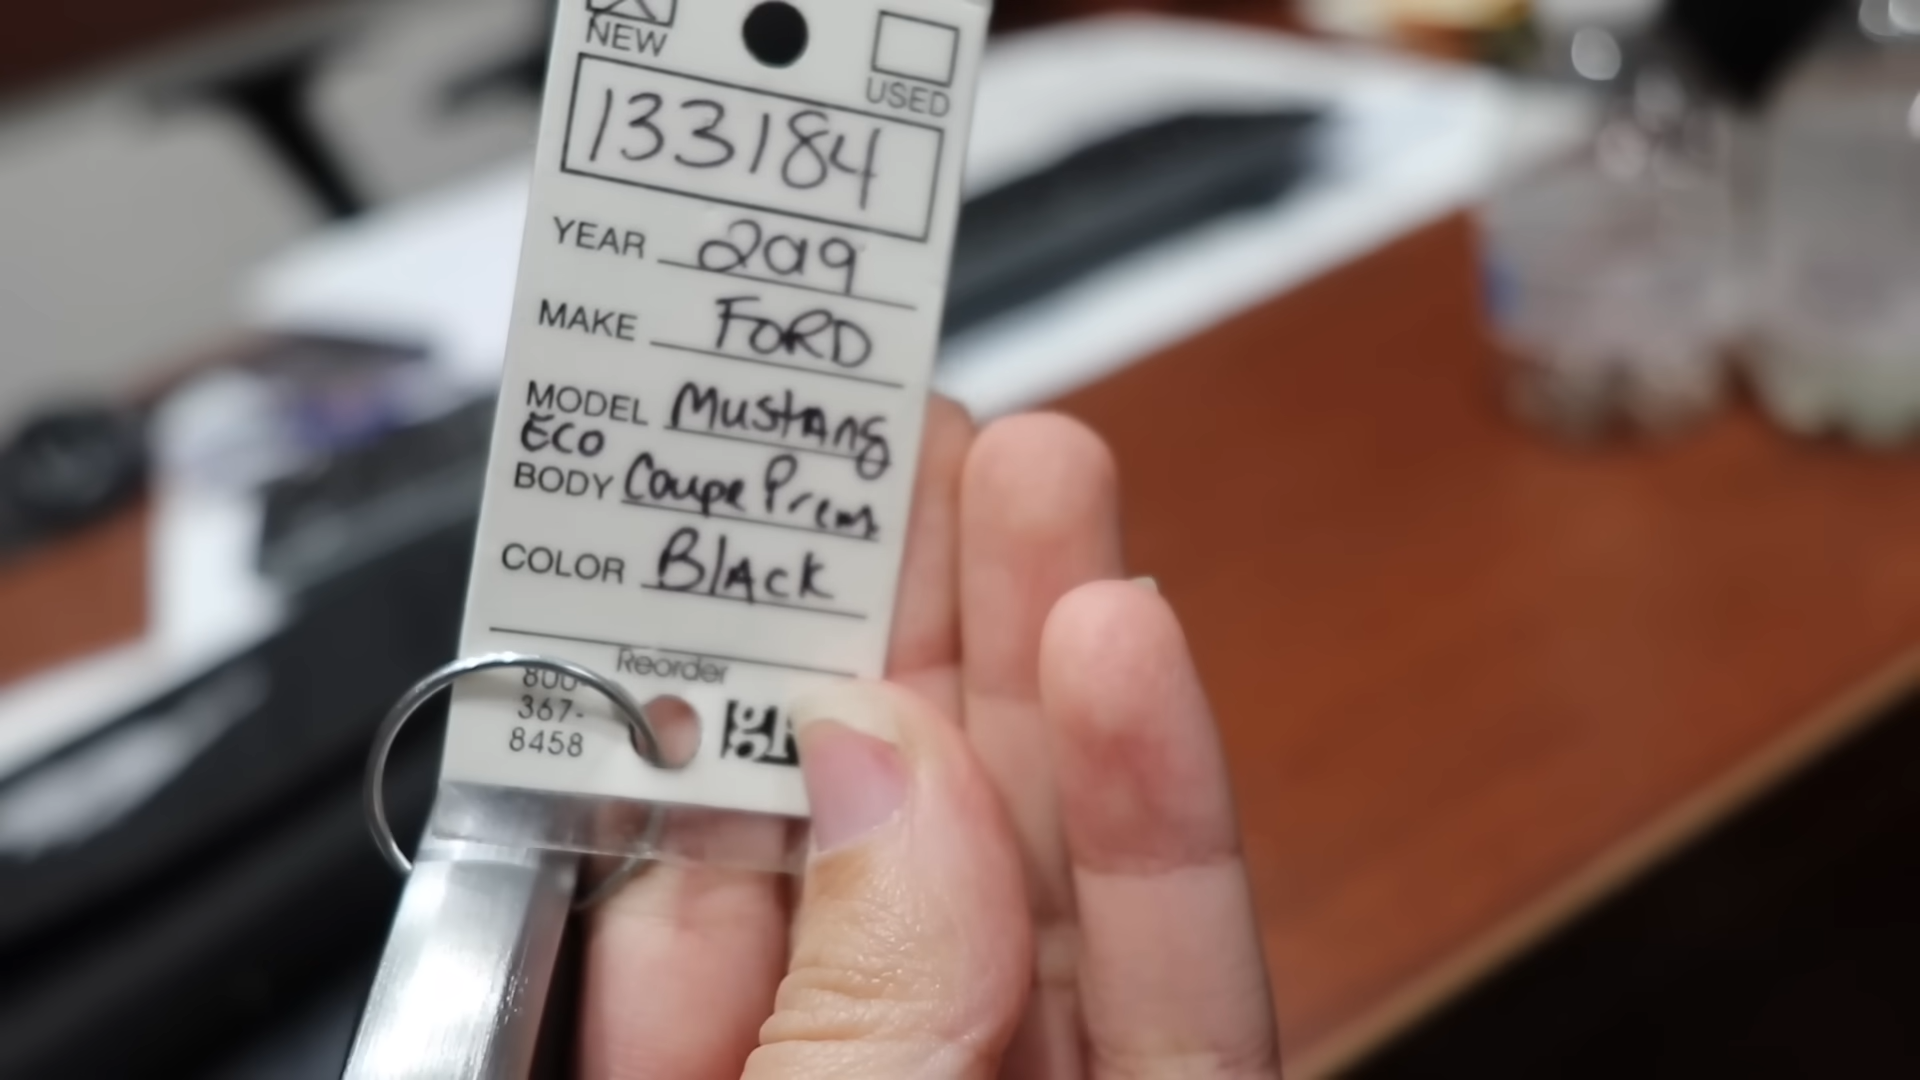 NEW
USED
133184
YEAR 2019
MAKE FORD
MODEL Mustang
ECO
BODY Coupe Prem
COLOR Black
Reorder
800-
367-
8458